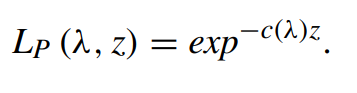 L_P (λ, z) = exp^{−c(λ)z}.